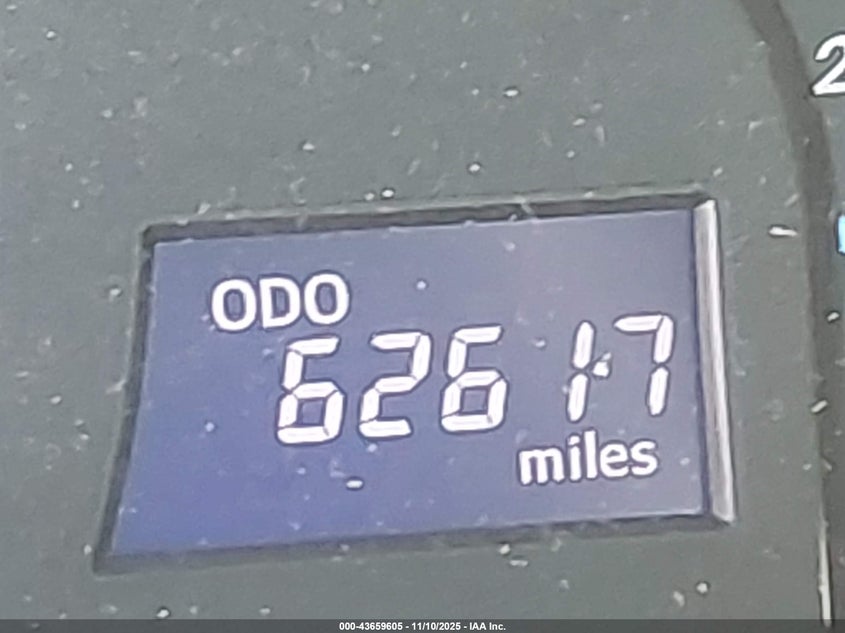 2
ODO
62617
miles
000-43659605 - 11/10/2025 - IAA Inc.